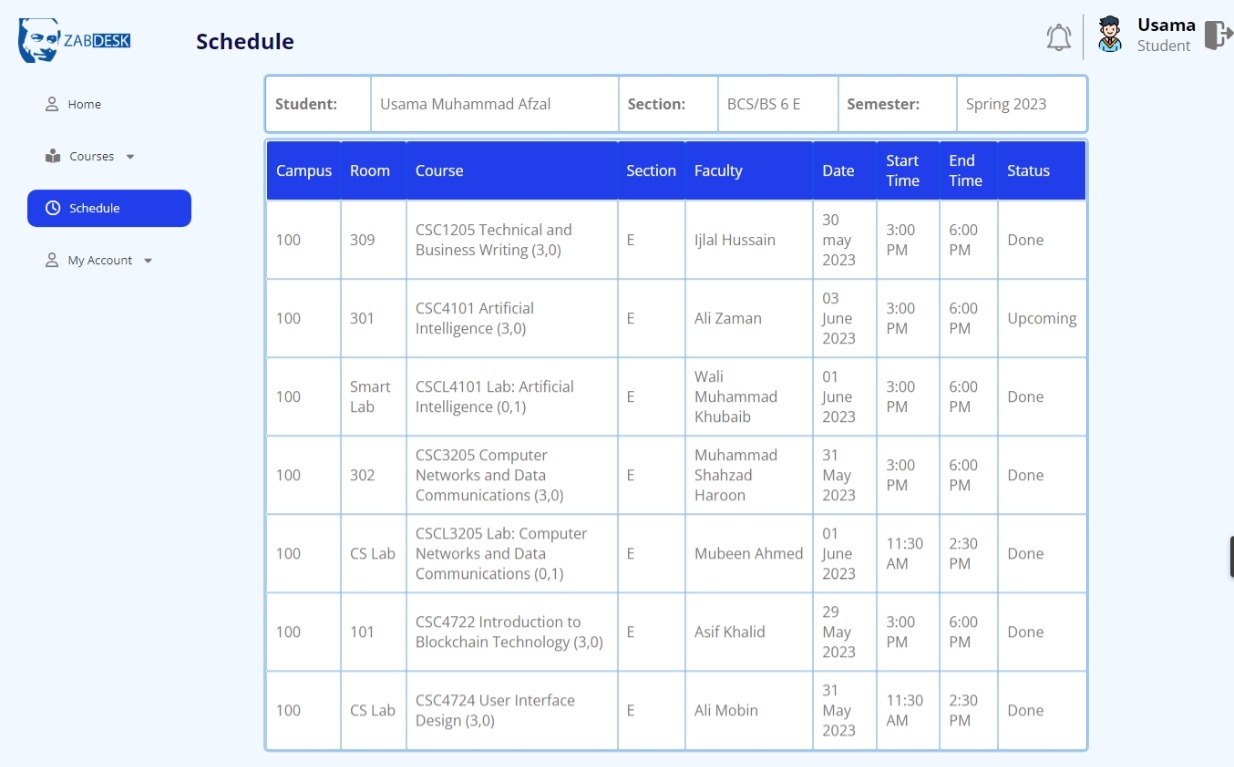 ZABDESK
Schedule
Usama
Student
Home
Courses
Schedule
My Account
Student: Usama Muhammad Afzal Section: BCS/BS 6 E Semester: Spring 2023
Campus Room Course Section Faculty Date Start Time End Time Status
100 309 CSC1205 Technical and Business Writing (3,0) E Ijlal Hussain 30 may 2023 3:00 PM 6:00 PM Done
100 301 CSC4101 Artificial Intelligence (3,0) E Ali Zaman 03 June 2023 3:00 PM 6:00 PM Upcoming
100 Smart Lab CSCL4101 Lab: Artificial Intelligence (0,1) E Wali Muhammad Khubaib 01 June 2023 3:00 PM 6:00 PM Done
100 302 CSC3205 Computer Networks and Data Communications (3,0) E Muhammad Shahzad Haroon 31 May 2023 3:00 PM 6:00 PM Done
100 CS Lab CSCL3205 Lab: Computer Networks and Data Communications (0,1) E Mubeen Ahmed 01 June 2023 11:30 AM 2:30 PM Done
100 101 CSC4722 Introduction to Blockchain Technology (3,0) E Asif Khalid 29 May 2023 3:00 PM 6:00 PM Done
100 CS Lab CSC4724 User Interface Design (3,0) E Ali Mobin 31 May 2023 11:30 AM 2:30 PM Done